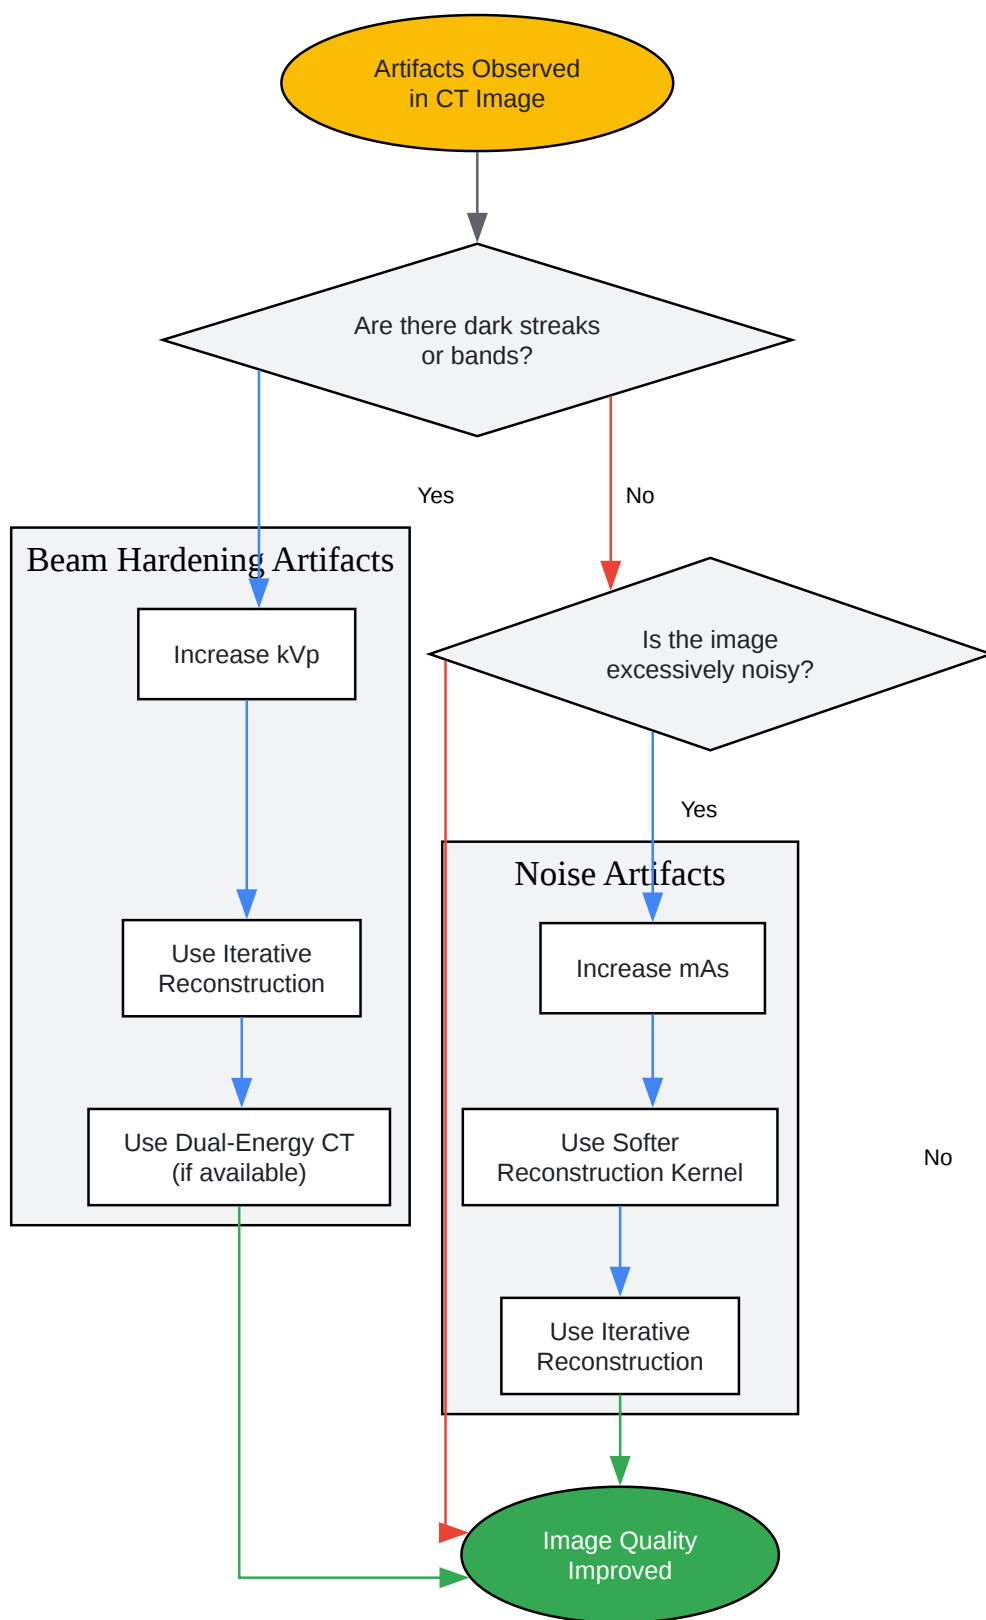 Artifacts Observed
in CT Image
Are there dark streaks
or bands?
Yes
No
Beam Hardening Artifacts
Increase kVp
Use Iterative
Reconstruction
Use Dual-Energy CT
(if available)
Is the image
excessively noisy?
Yes
Noise Artifacts
Increase mAs
Use Softer
Reconstruction Kernel
No
Use Iterative
Reconstruction
Image Quality
Improved